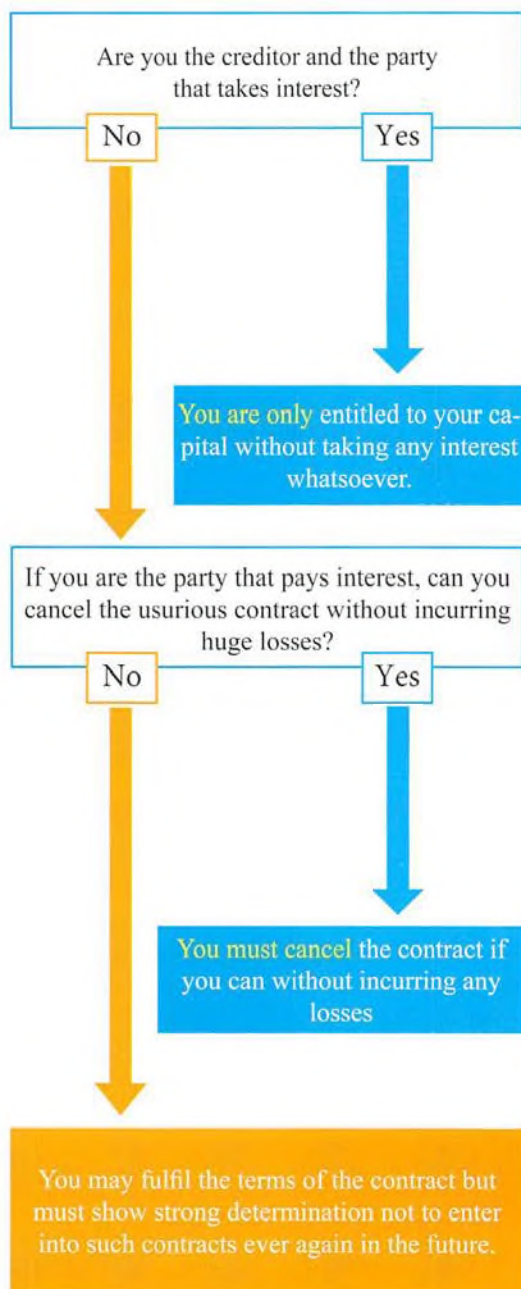 Are you the creditor and the party
that takes interest?
No
Yes
You are only entitled to your ca-
pital without taking any interest
whatsoever.
If you are the party that pays interest, can you
cancel the usurious contract without incurring
huge losses?
No
Yes
You must cancel the contract if
you can without incurring any
losses
You may fulfil the terms of the contract but
must show strong determination not to enter
into such contracts ever again in the future.